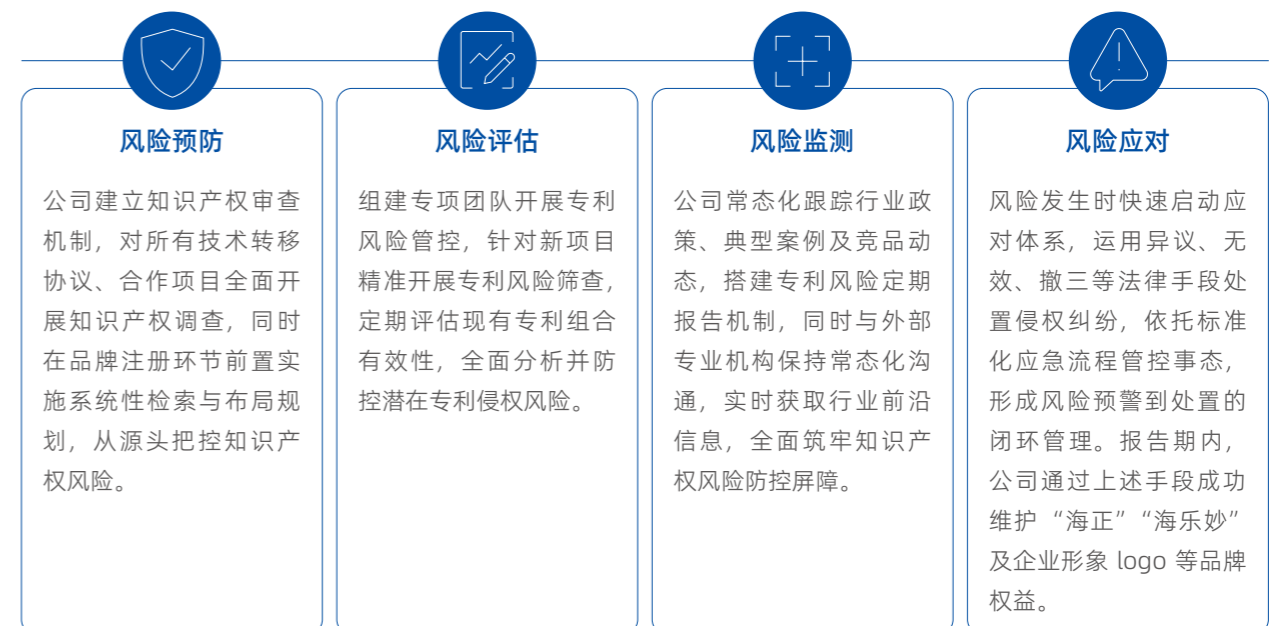 风险预防
公司建立知识产权审查
机制，对所有技术转移
协议、合作项目全面开
展知识产权调查，同时
在品牌注册环节前置实
施系统性检索与布局规
划，从源头把控知识产
权风险。
风险评估
组建专项团队开展专利
风险管控，针对新项目
精准开展专利风险筛查，
定期评估现有专利组合
有效性，全面分析并防
控潜在专利侵权风险。
风险监测
公司常态化跟踪行业政
策、典型案例及竞品动
态，搭建专利风险定期
报告机制，同时与外部
专业机构保持常态化沟
通，实时获取行业前沿
信息，全面筑牢知识产
权风险防控屏障。
风险应对
风险发生时快速启动应
对体系，运用异议、无
效、撤三等法律手段处
置侵权纠纷，依托标准
化应急流程管控事态，
形成风险预警到处置的
闭环管理。报告期内，
公司通过上述手段成功
维护“海正”“海乐妙”
及企业形象 logo 等品牌
权益。